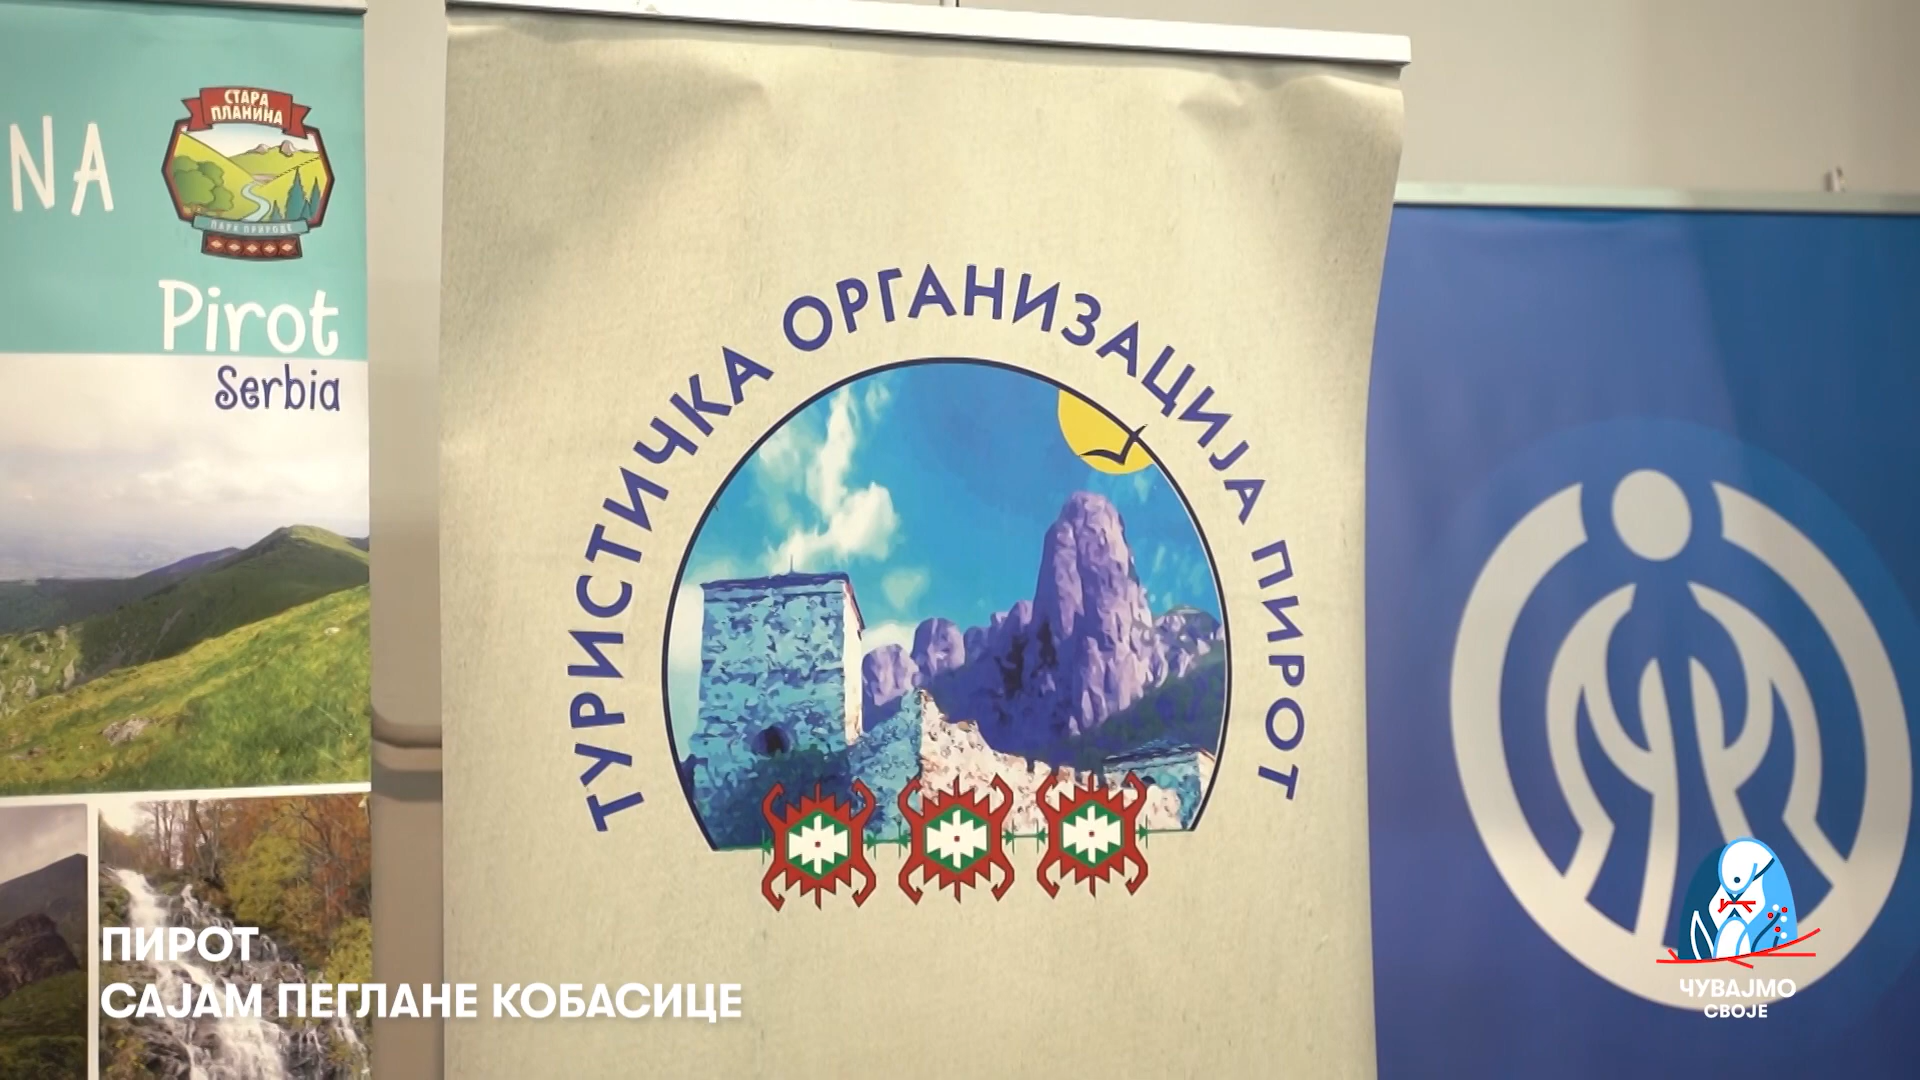 NA
СТАРА
ПЛАНИНА
ПАРК ПРИРОДЕ
Pirot
Serbia
ТУРИСТИЧКА ОРГАНИЗАЦИЈА ПИРОТ
ПИРОТ
САЈАМ ПЕГЛАНЕ КОБАСИЦЕ
ЧУВАЈМО
СВОЈЕ